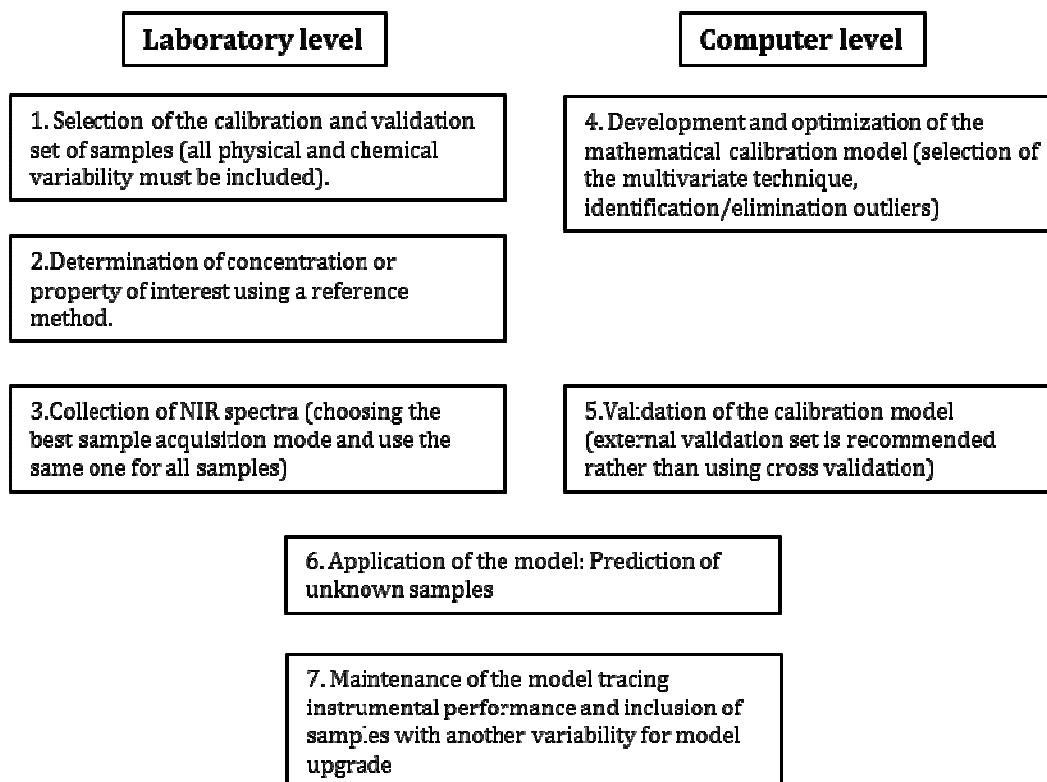 Laboratory level
Computer level
1. Selection of the calibration and validation
set of samples (all physical and chemical
variability must be included).
2.Determination of concentration or
property of interest using a reference
method.
3.Collection of NIR spectra (choosing the
best sample acquisition mode and use the
same one for all samples)
4. Development and optimization of the
mathematical calibration model (selection of
the multivariate technique,
identification/elimination outliers)
5.Validation of the calibration model
(external validation set is recommended
rather than using cross validation)
6. Application of the model: Prediction of
unknown samples
7. Maintenance of the model tracing
instrumental performance and inclusion of
samples with another variability for model
upgrade